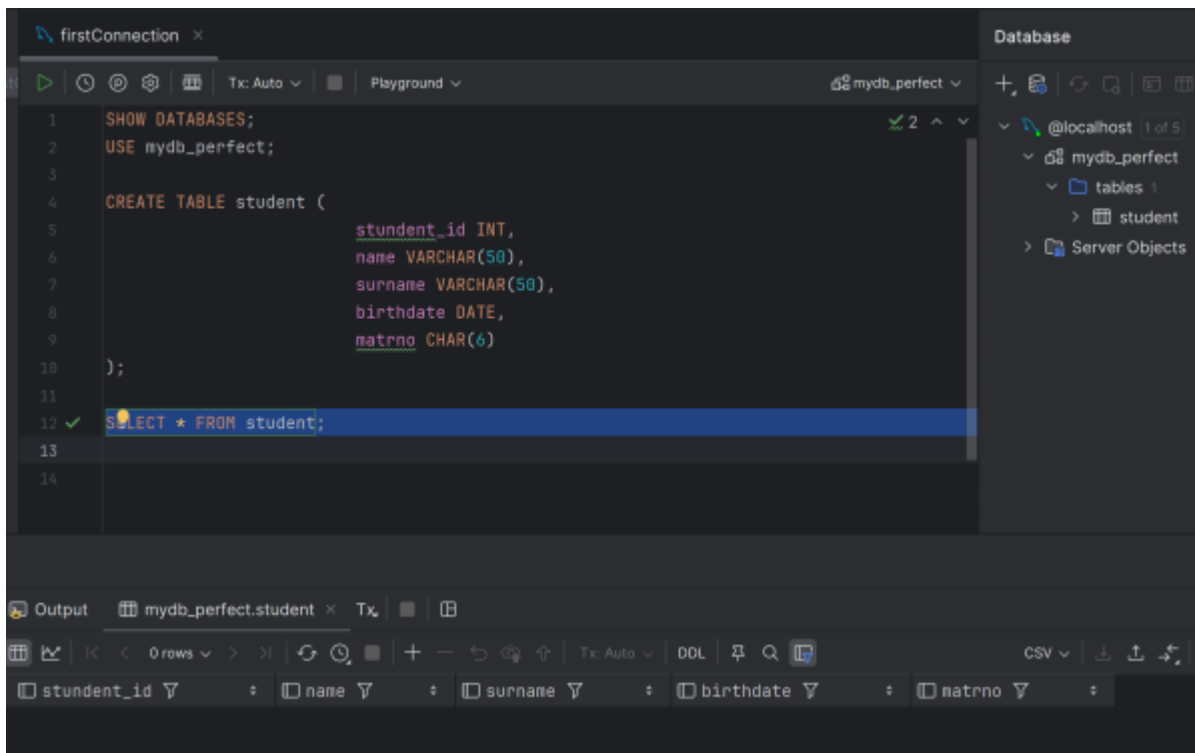 firstConnection
Database
Tx: Auto
Playground
mydb_perfect
1 SHOW DATABASES;
2
2 USE mydb_perfect;
3
4 CREATE TABLE student (
5 stundent_id INT,
6 name VARCHAR(50),
7 surname VARCHAR(50),
8 birthdate DATE,
9 matrno CHAR(6)
10 );
11
12 SELECT * FROM student;
13
14
@localhost 1 of 5
mydb_perfect
tables 1
student
Server Objects
Output mydb_perfect.student Tx
0 rows Tx: Auto DDL CSV
stundent_id name surname birthdate matrno